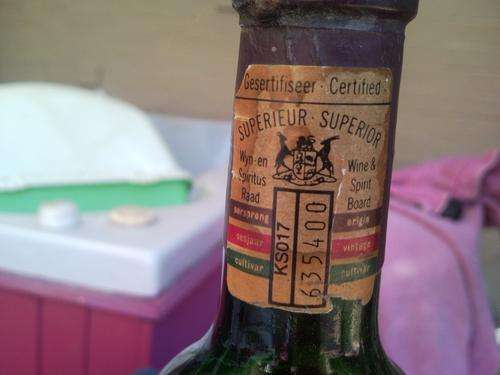 Gesertifiseer · Certified
SUPERIEUR · SUPERIOR
Wyn- en
Spiritus
Raad
Wine &
Spirit
Board
oorsprong
origin
oesjaar
vintage
cultivar
cultivar
KS017
635400